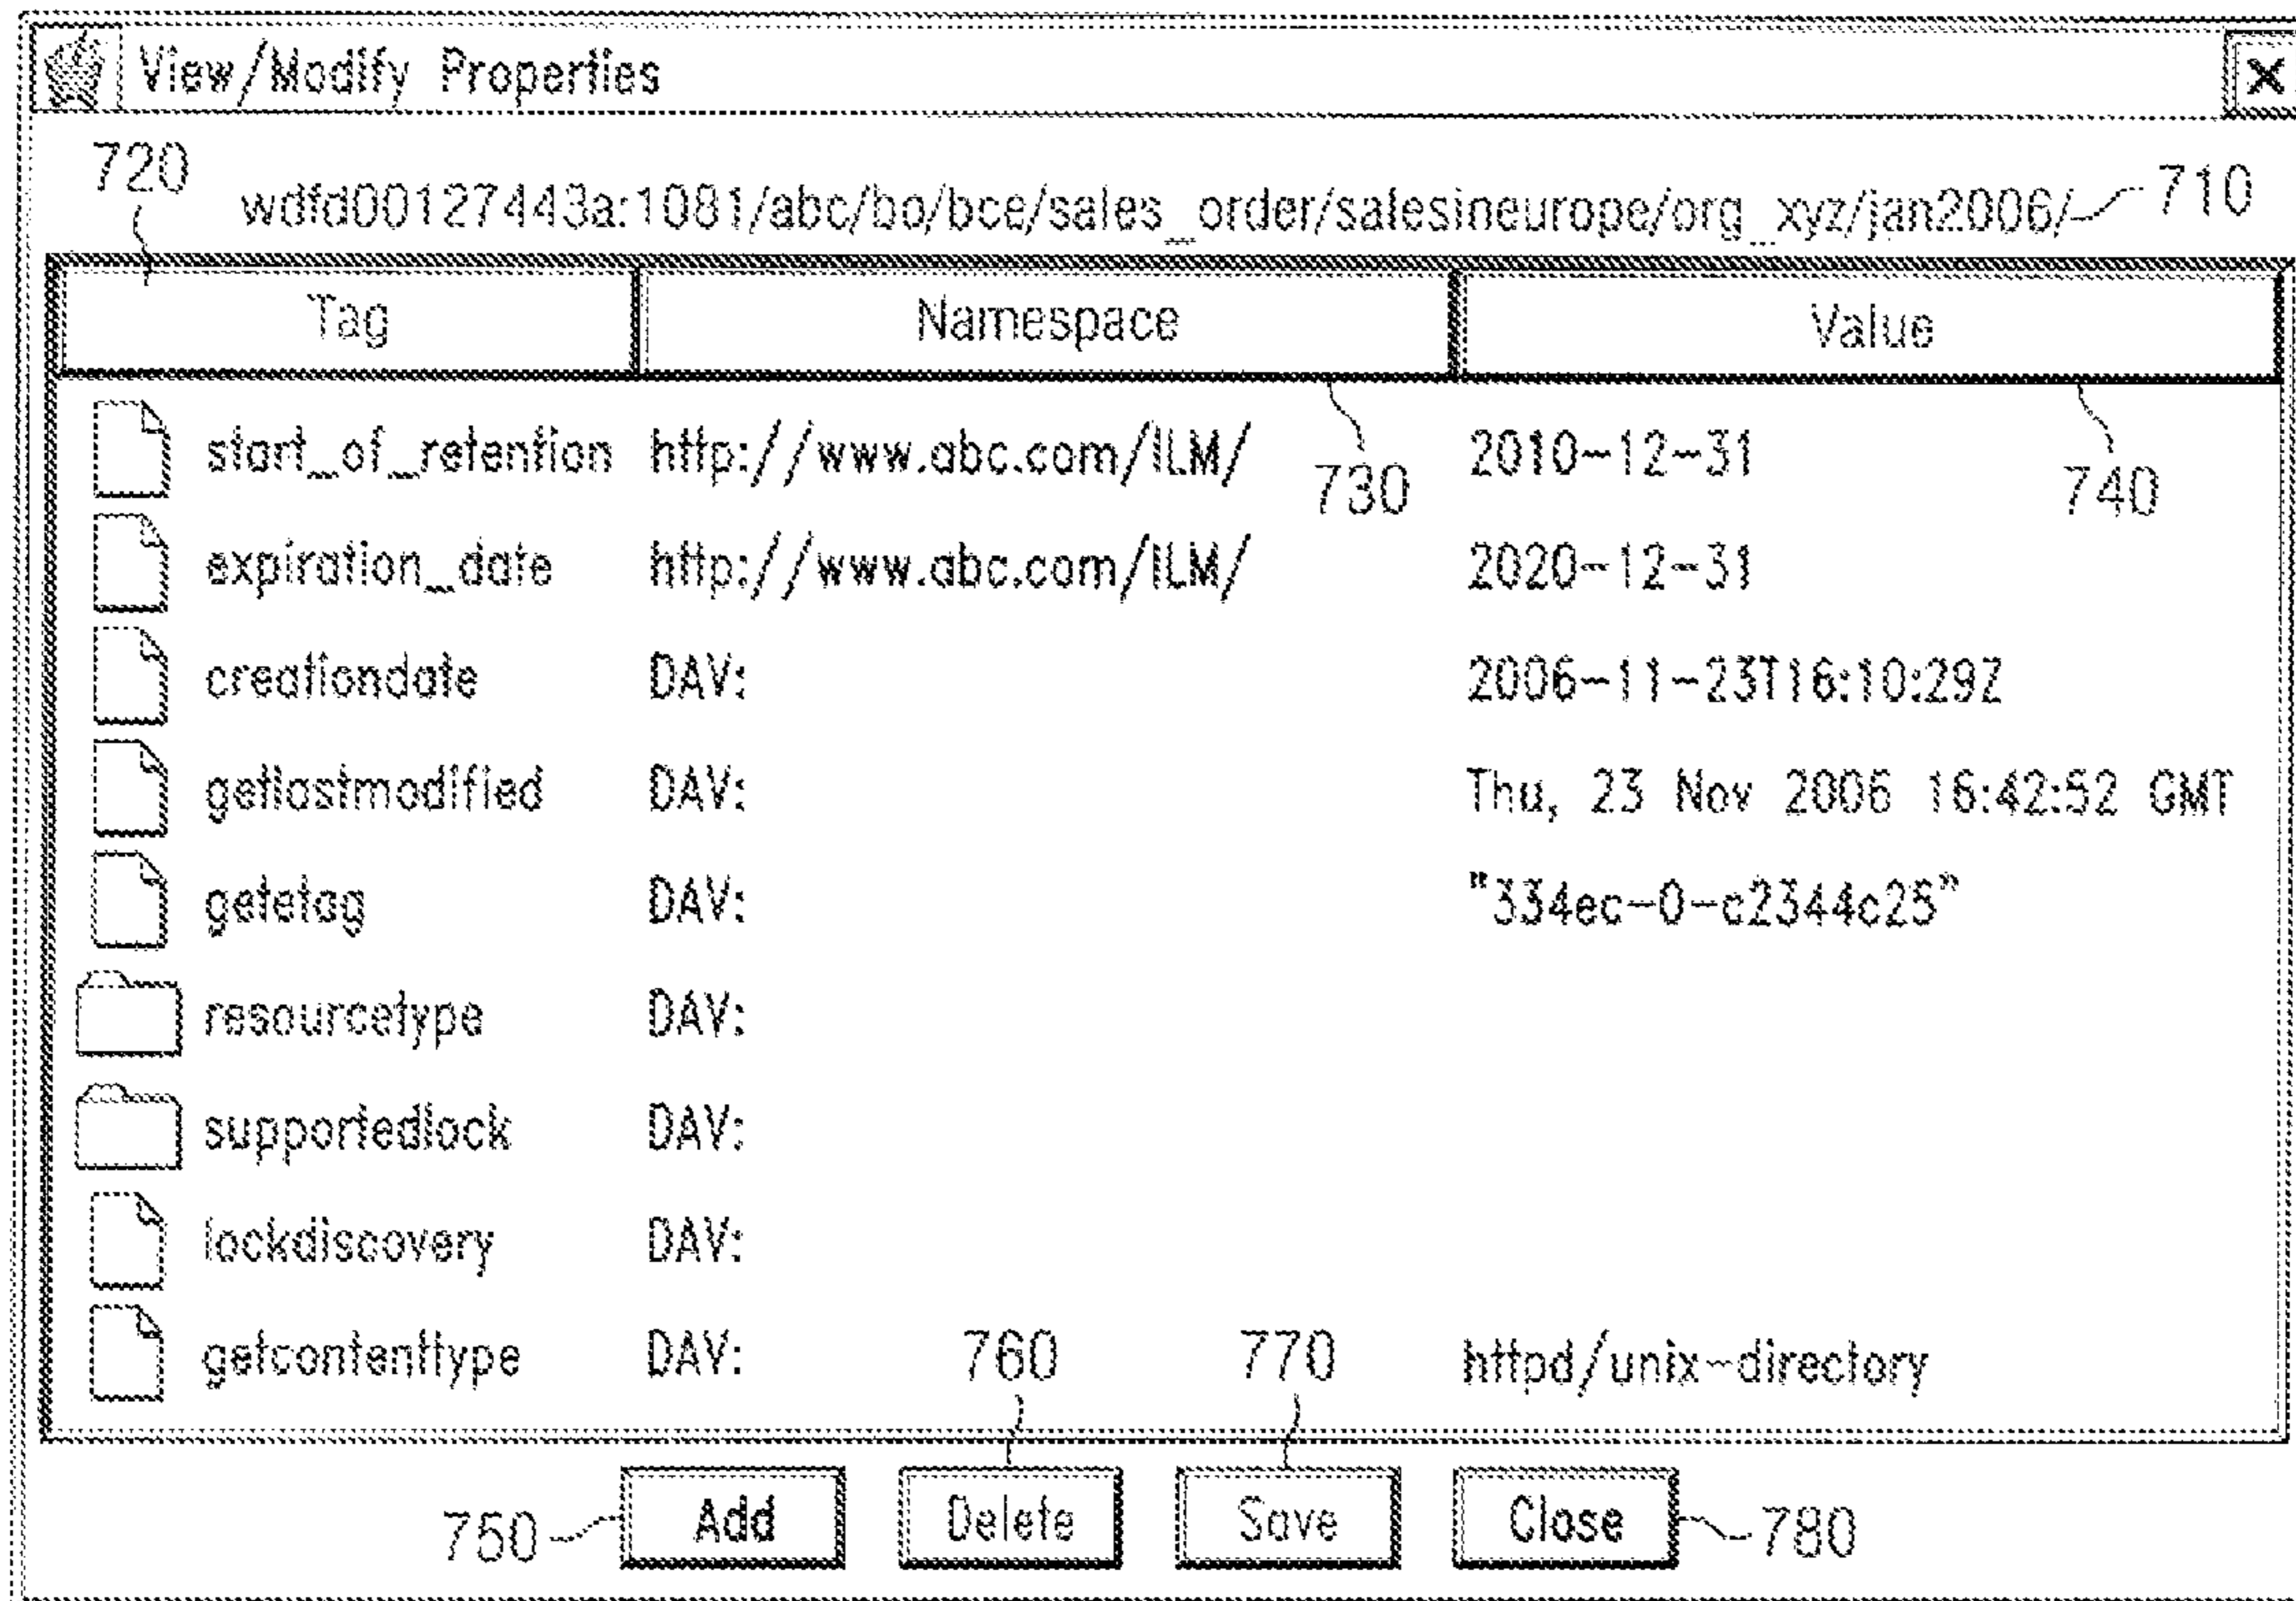 View/Modify Properties
720
wdfd00127443a:1081/abc/bo/bce/sales_order/salesineurope/org_xyz/jan2006/ 710
Tag Namespace Value
start_of_retention http://www.abc.com/ILM/ 2010-12-31
730 740
expiration_date http://www.abc.com/ILM/ 2020-12-31
creationdate DAV: 2006-11-23T16:10:29Z
getlastmodified DAV: Thu, 23 Nov 2006 16:42:52 GMT
getetag DAV: "334ec-0-c2344c25"
resourcetype DAV:
supportedlock DAV:
lockdiscovery DAV:
getcontenttype DAV: httpd/unix-directory
760 770
750 Add Delete Save Close 780